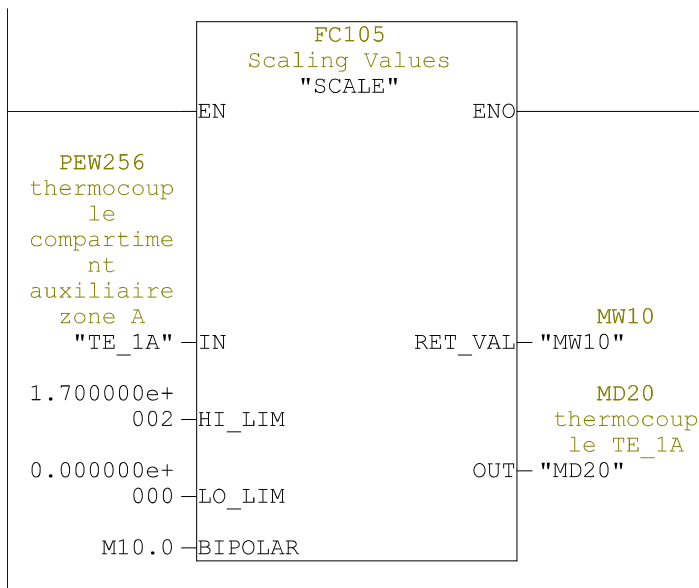 FC105
Scaling Values
"SCALE"
EN
ENO
PEW256
thermocoup
le
compartime
nt
auxiliaire
zone A
"TE_1A"
IN
RET_VAL
MW10
"MW10"
1.700000e+
002
HI_LIM
MD20
thermocoup
le TE_1A
OUT
"MD20"
0.000000e+
000
LO_LIM
M10.0
BIPOLAR